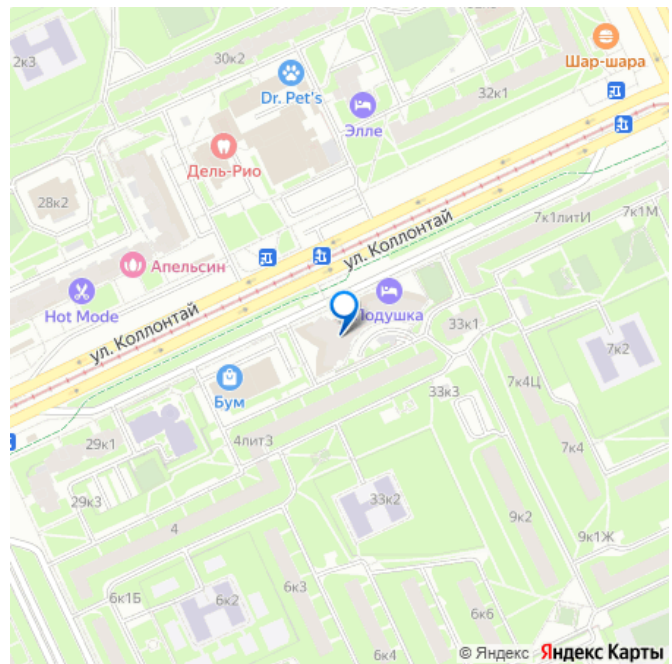 2к3
30к2
Шар-шара
Dr. Pet's
32к1
Элле
Дель-Рио
28к2
7к1литИ
7к1М
ул. Коллонтай
Апельсин
Hot Mode
ул. Коллонтай
Подушка
33к1
7к2
Бум
33к3
7к4Ц
29к1
4литЗ
7к4
29к3
33к2
9к2
4
9к1Ж
6к1Б
6к2
6к3
6к6
6к4
© Яндекс Яндекс Карты